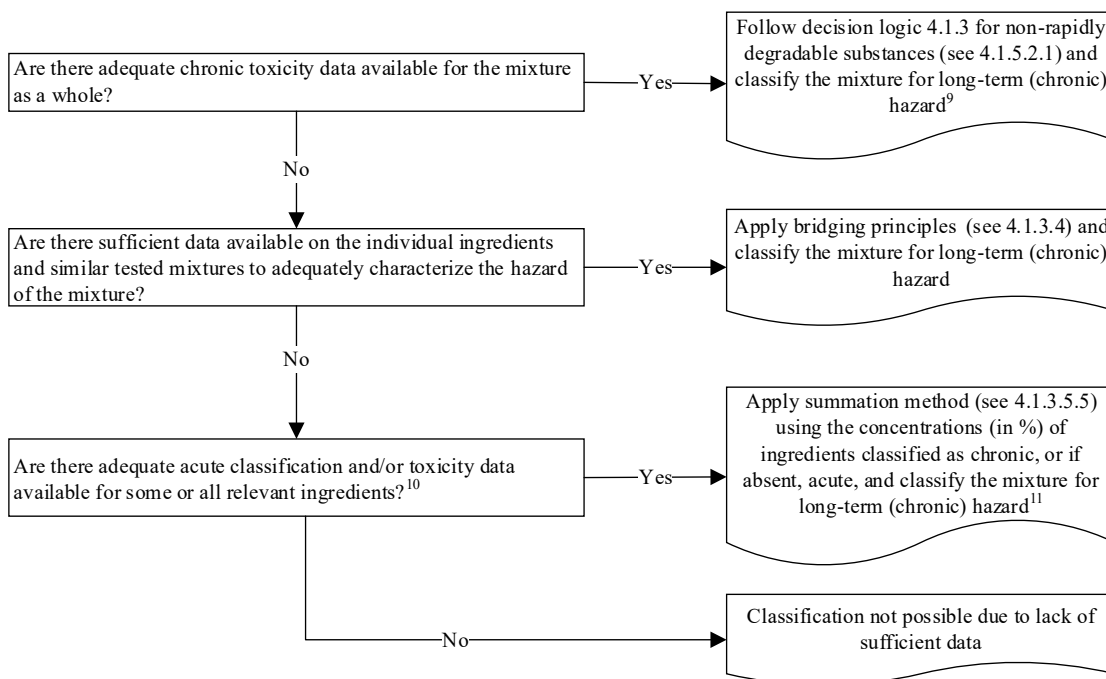 Are there adequate chronic toxicity data available for the mixture
as a whole?
Yes
Follow decision logic 4.1.3 for non-rapidly
degradable substances (see 4.1.5.2.1) and
classify the mixture for long-term (chronic)
hazard9
No
Are there sufficient data available on the individual ingredients
and similar tested mixtures to adequately characterize the hazard
of the mixture?
Yes
Apply bridging principles (see 4.1.3.4) and
classify the mixture for long-term (chronic)
hazard
No
Are there adequate acute classification and/or toxicity data
available for some or all relevant ingredients?10
Yes
Apply summation method (see 4.1.3.5.5)
using the concentrations (in %) of
ingredients classified as chronic, or if
absent, acute, and classify the mixture for
long-term (chronic) hazard11
No
Classification not possible due to lack of
sufficient data